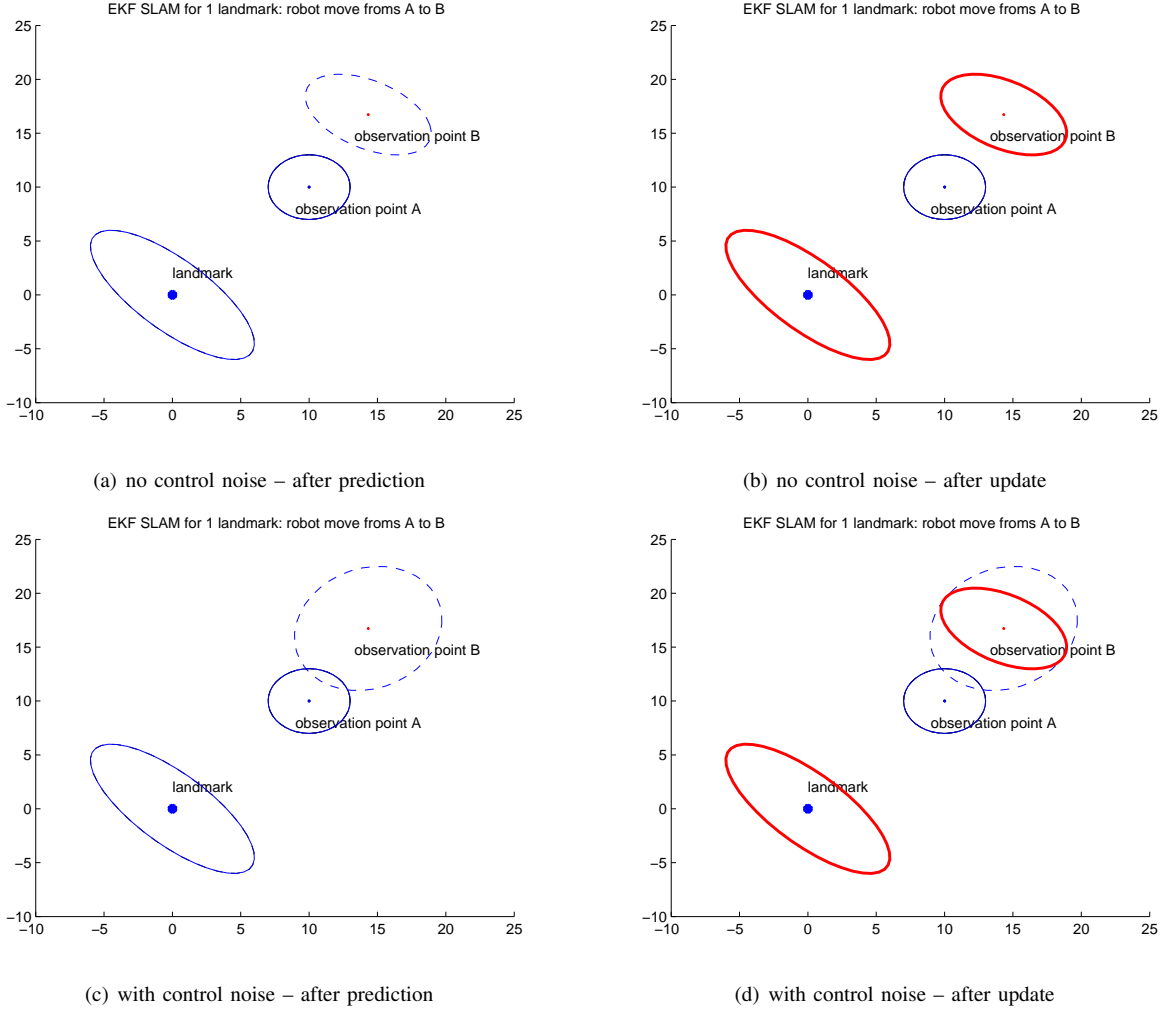 EKF SLAM for 1 landmark: robot move froms A to B
25
20
15
10
5
0
−5
−10
−10 −5 0 5 10 15 20 25
observation point B
observation point A
landmark
(a) no control noise – after prediction
EKF SLAM for 1 landmark: robot move froms A to B
25
20
15
10
5
0
−5
−10
−10 −5 0 5 10 15 20 25
observation point B
observation point A
landmark
(b) no control noise – after update
EKF SLAM for 1 landmark: robot move froms A to B
25
20
15
10
5
0
−5
−10
−10 −5 0 5 10 15 20 25
observation point B
observation point A
landmark
(c) with control noise – after prediction
EKF SLAM for 1 landmark: robot move froms A to B
25
20
15
10
5
0
−5
−10
−10 −5 0 5 10 15 20 25
observation point B
observation point A
landmark
(d) with control noise – after update